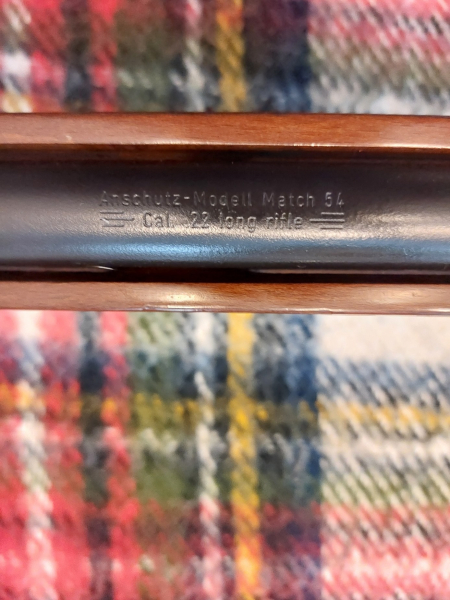 Anschutz-Modell Match 54
Cal. .22 long rifle